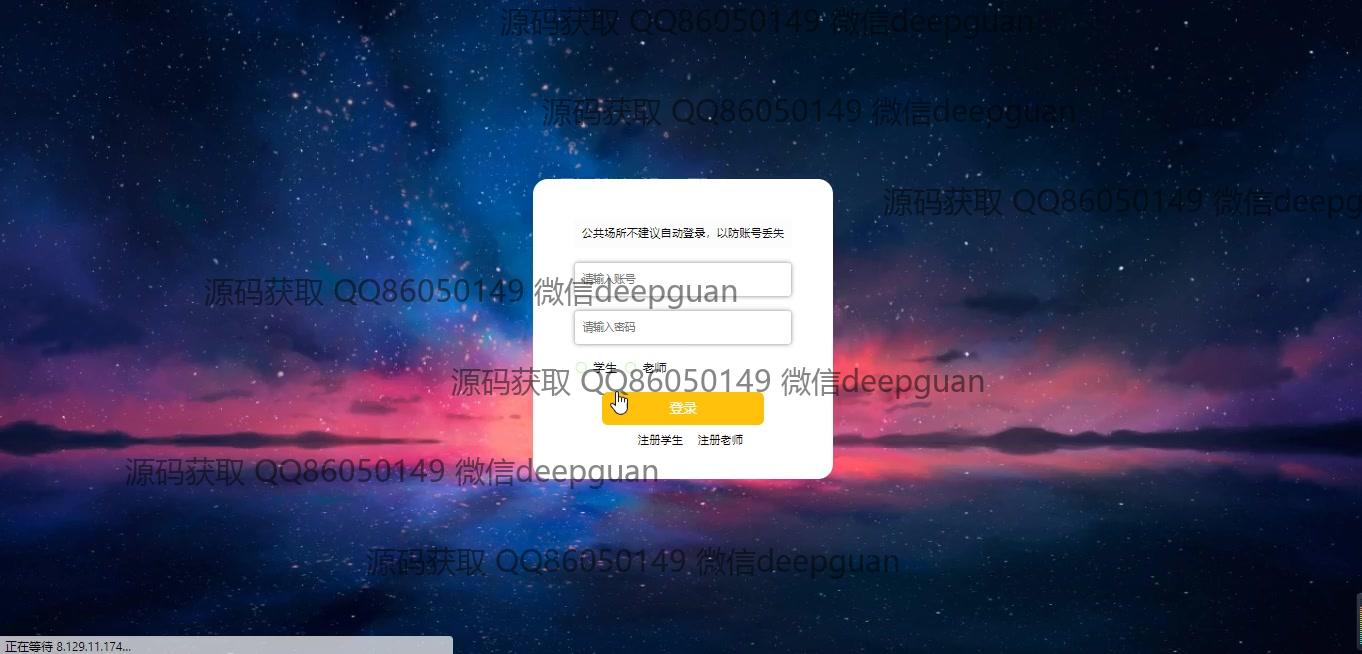 源码获取 QQ86050149 微信deepguan
源码获取 QQ86050149 微信deepguan
源码获取 QQ86050149 微信deepg
公共场所不建议自动登录，以防账号丢失
请输入账号
源码获取 QQ86050149 微信deepguan
请输入密码
学生 老师
源码获取 QQ86050149 微信deepguan
登录
注册学生 注册老师
源码获取 QQ86050149 微信deepguan
源码获取 QQ86050149 微信deepguan
正在等待 8.129.11.174...